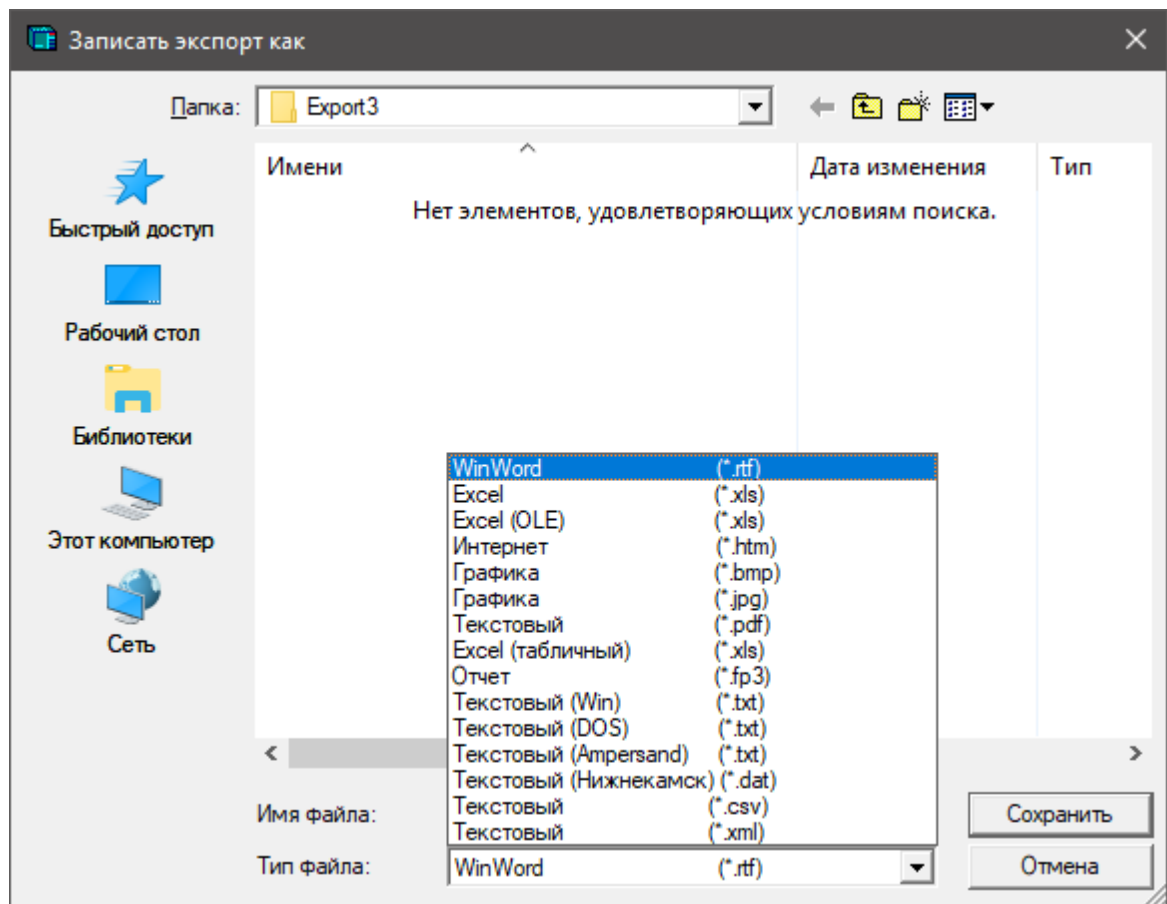 Записать экспорт как
Папка: Export3
Имени Дата изменения Тип
Нет элементов, удовлетворяющих условиям поиска.
Быстрый доступ
Рабочий стол
Библиотеки
Этот компьютер
Сеть
WinWord (*.rtf)
Excel (*.xls)
Excel (OLE) (*.xls)
Интернет (*.htm)
Графика (*.bmp)
Графика (*.jpg)
Текстовый (*.pdf)
Excel (табличный) (*.xls)
Отчет (*.fp3)
Текстовый (Win) (*.txt)
Текстовый (DOS) (*.txt)
Текстовый (Ampersand) (*.txt)
Текстовый (Нижнекамск) (*.dat)
Текстовый (*.csv)
Текстовый (*.xml)
Имя файла: Сохранить
Тип файла: WinWord (*.rtf) Отмена